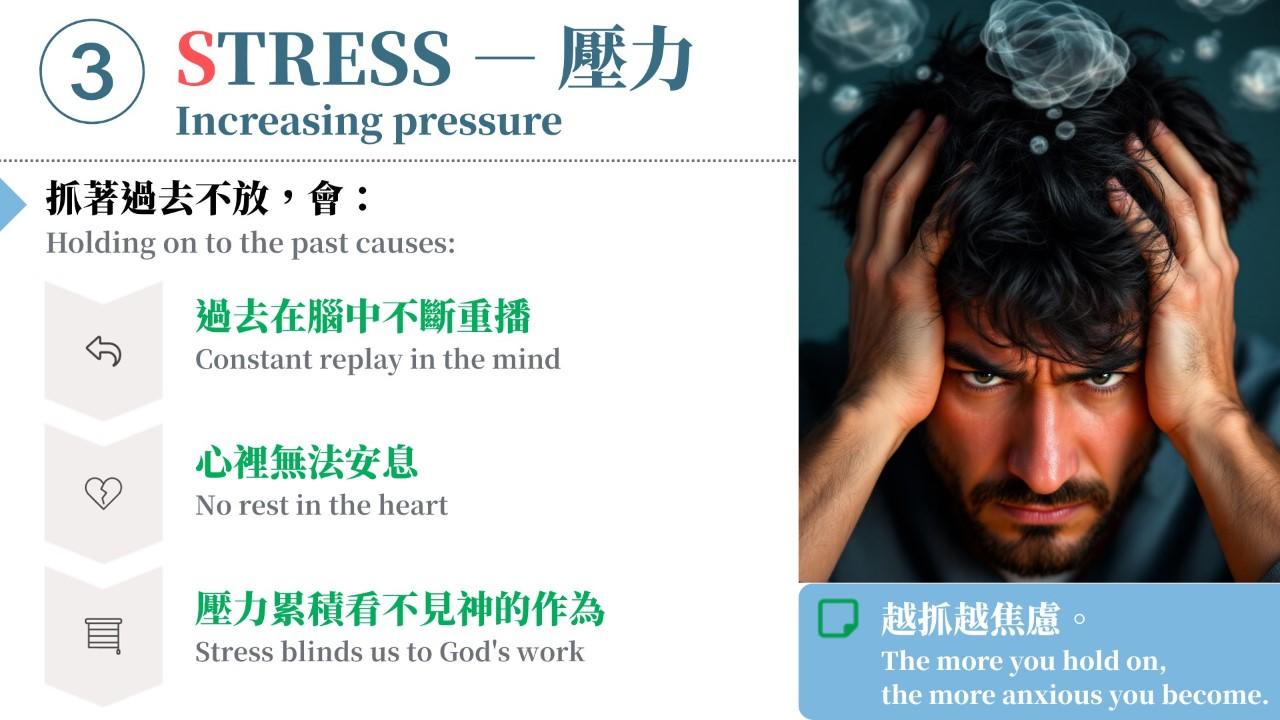 3
STRESS — 壓力
Increasing pressure
抓著過去不放，會：
Holding on to the past causes:
過去在腦中不斷重播
Constant replay in the mind
心裡無法安息
No rest in the heart
壓力累積看不見神的作為
Stress blinds us to God's work
越抓越焦慮。
The more you hold on,
the more anxious you become.